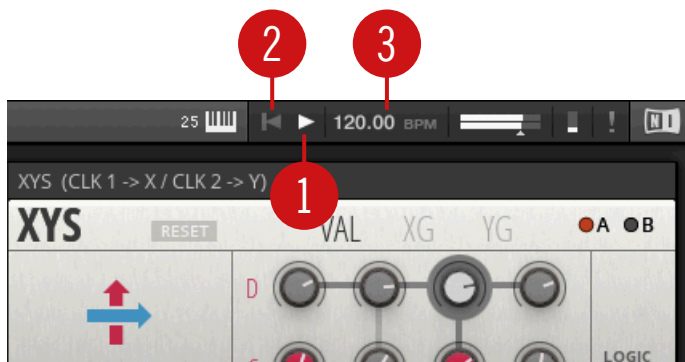 2 3
25 120.00 BPM ! NI
1
XYS (CLK 1 -> X / CLK 2 -> Y)
XYS RESET VAL XG YG A B
D
LOGIC